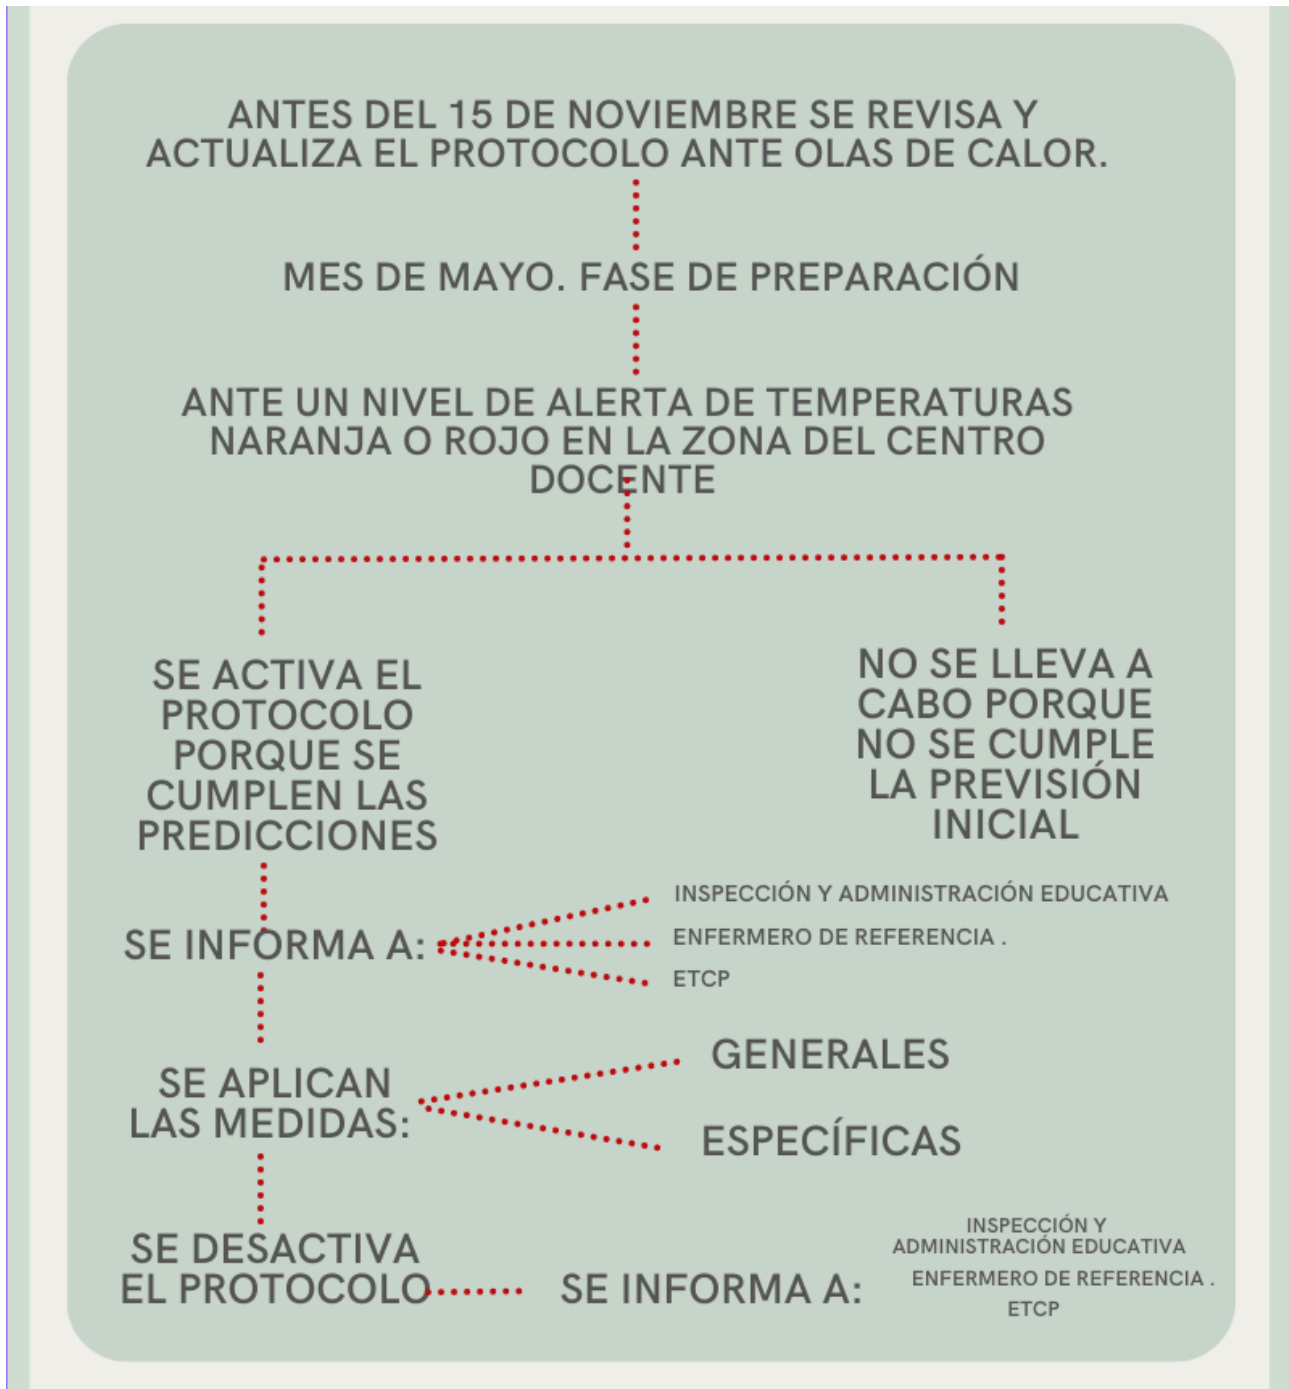 ANTES DEL 15 DE NOVIEMBRE SE REVISA Y
ACTUALIZA EL PROTOCOLO ANTE OLAS DE CALOR.
MES DE MAYO. FASE DE PREPARACIÓN
ANTE UN NIVEL DE ALERTA DE TEMPERATURAS
NARANJA O ROJO EN LA ZONA DEL CENTRO
DOCENTE
SE ACTIVA EL
PROTOCOLO
PORQUE SE
CUMPLEN LAS
PREDICCIONES
NO SE LLEVA A
CABO PORQUE
NO SE CUMPLE
LA PREVISIÓN
INICIAL
SE INFORMA A:
INSPECCIÓN Y ADMINISTRACIÓN EDUCATIVA
ENFERMERO DE REFERENCIA .
ETCP
SE APLICAN
LAS MEDIDAS:
GENERALES
ESPECÍFICAS
SE DESACTIVA
EL PROTOCOLO
SE INFORMA A:
INSPECCIÓN Y
ADMINISTRACIÓN EDUCATIVA
ENFERMERO DE REFERENCIA .
ETCP